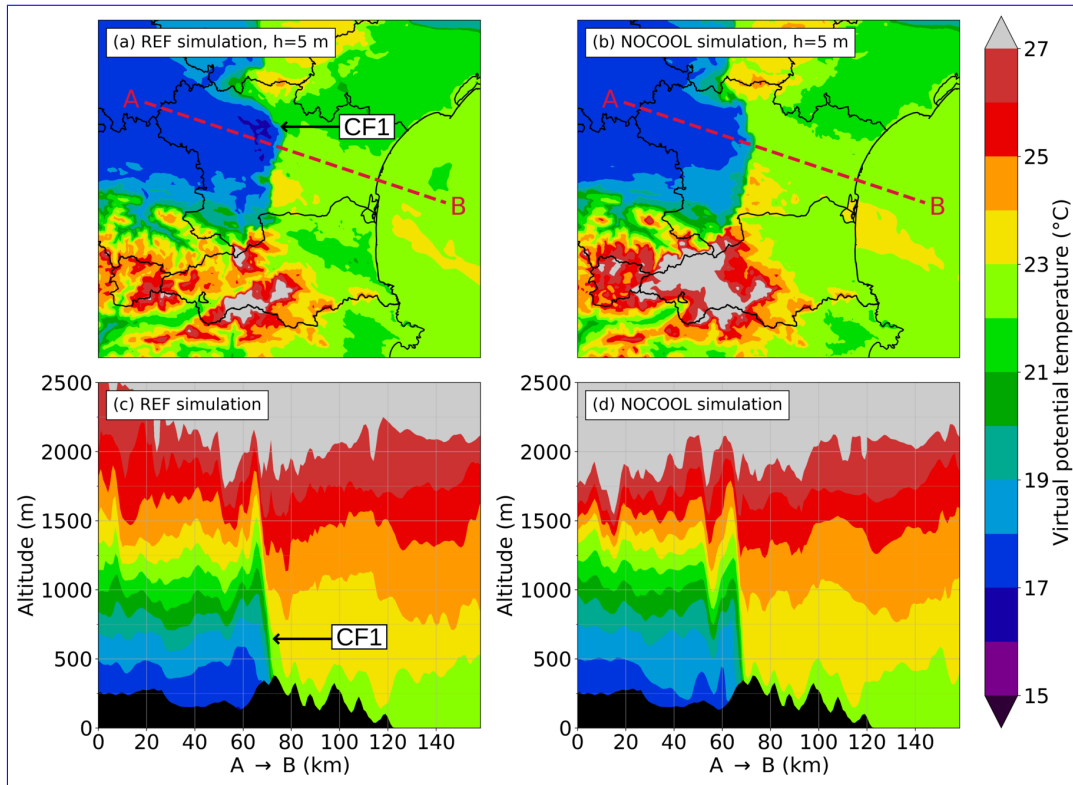 (a) REF simulation, h=5 m
A
CF1
B
(b) NOCOOL simulation, h=5 m
A
B
27
25
23
21
19
17
15
Virtual potential temperature (°C)
(c) REF simulation
CF1
2500
2000
1500
1000
500
0
Altitude (m)
0 20 40 60 80 100 120 140
A → B (km)
(d) NOCOOL simulation
2500
2000
1500
1000
500
0
Altitude (m)
0 20 40 60 80 100 120 140
A → B (km)